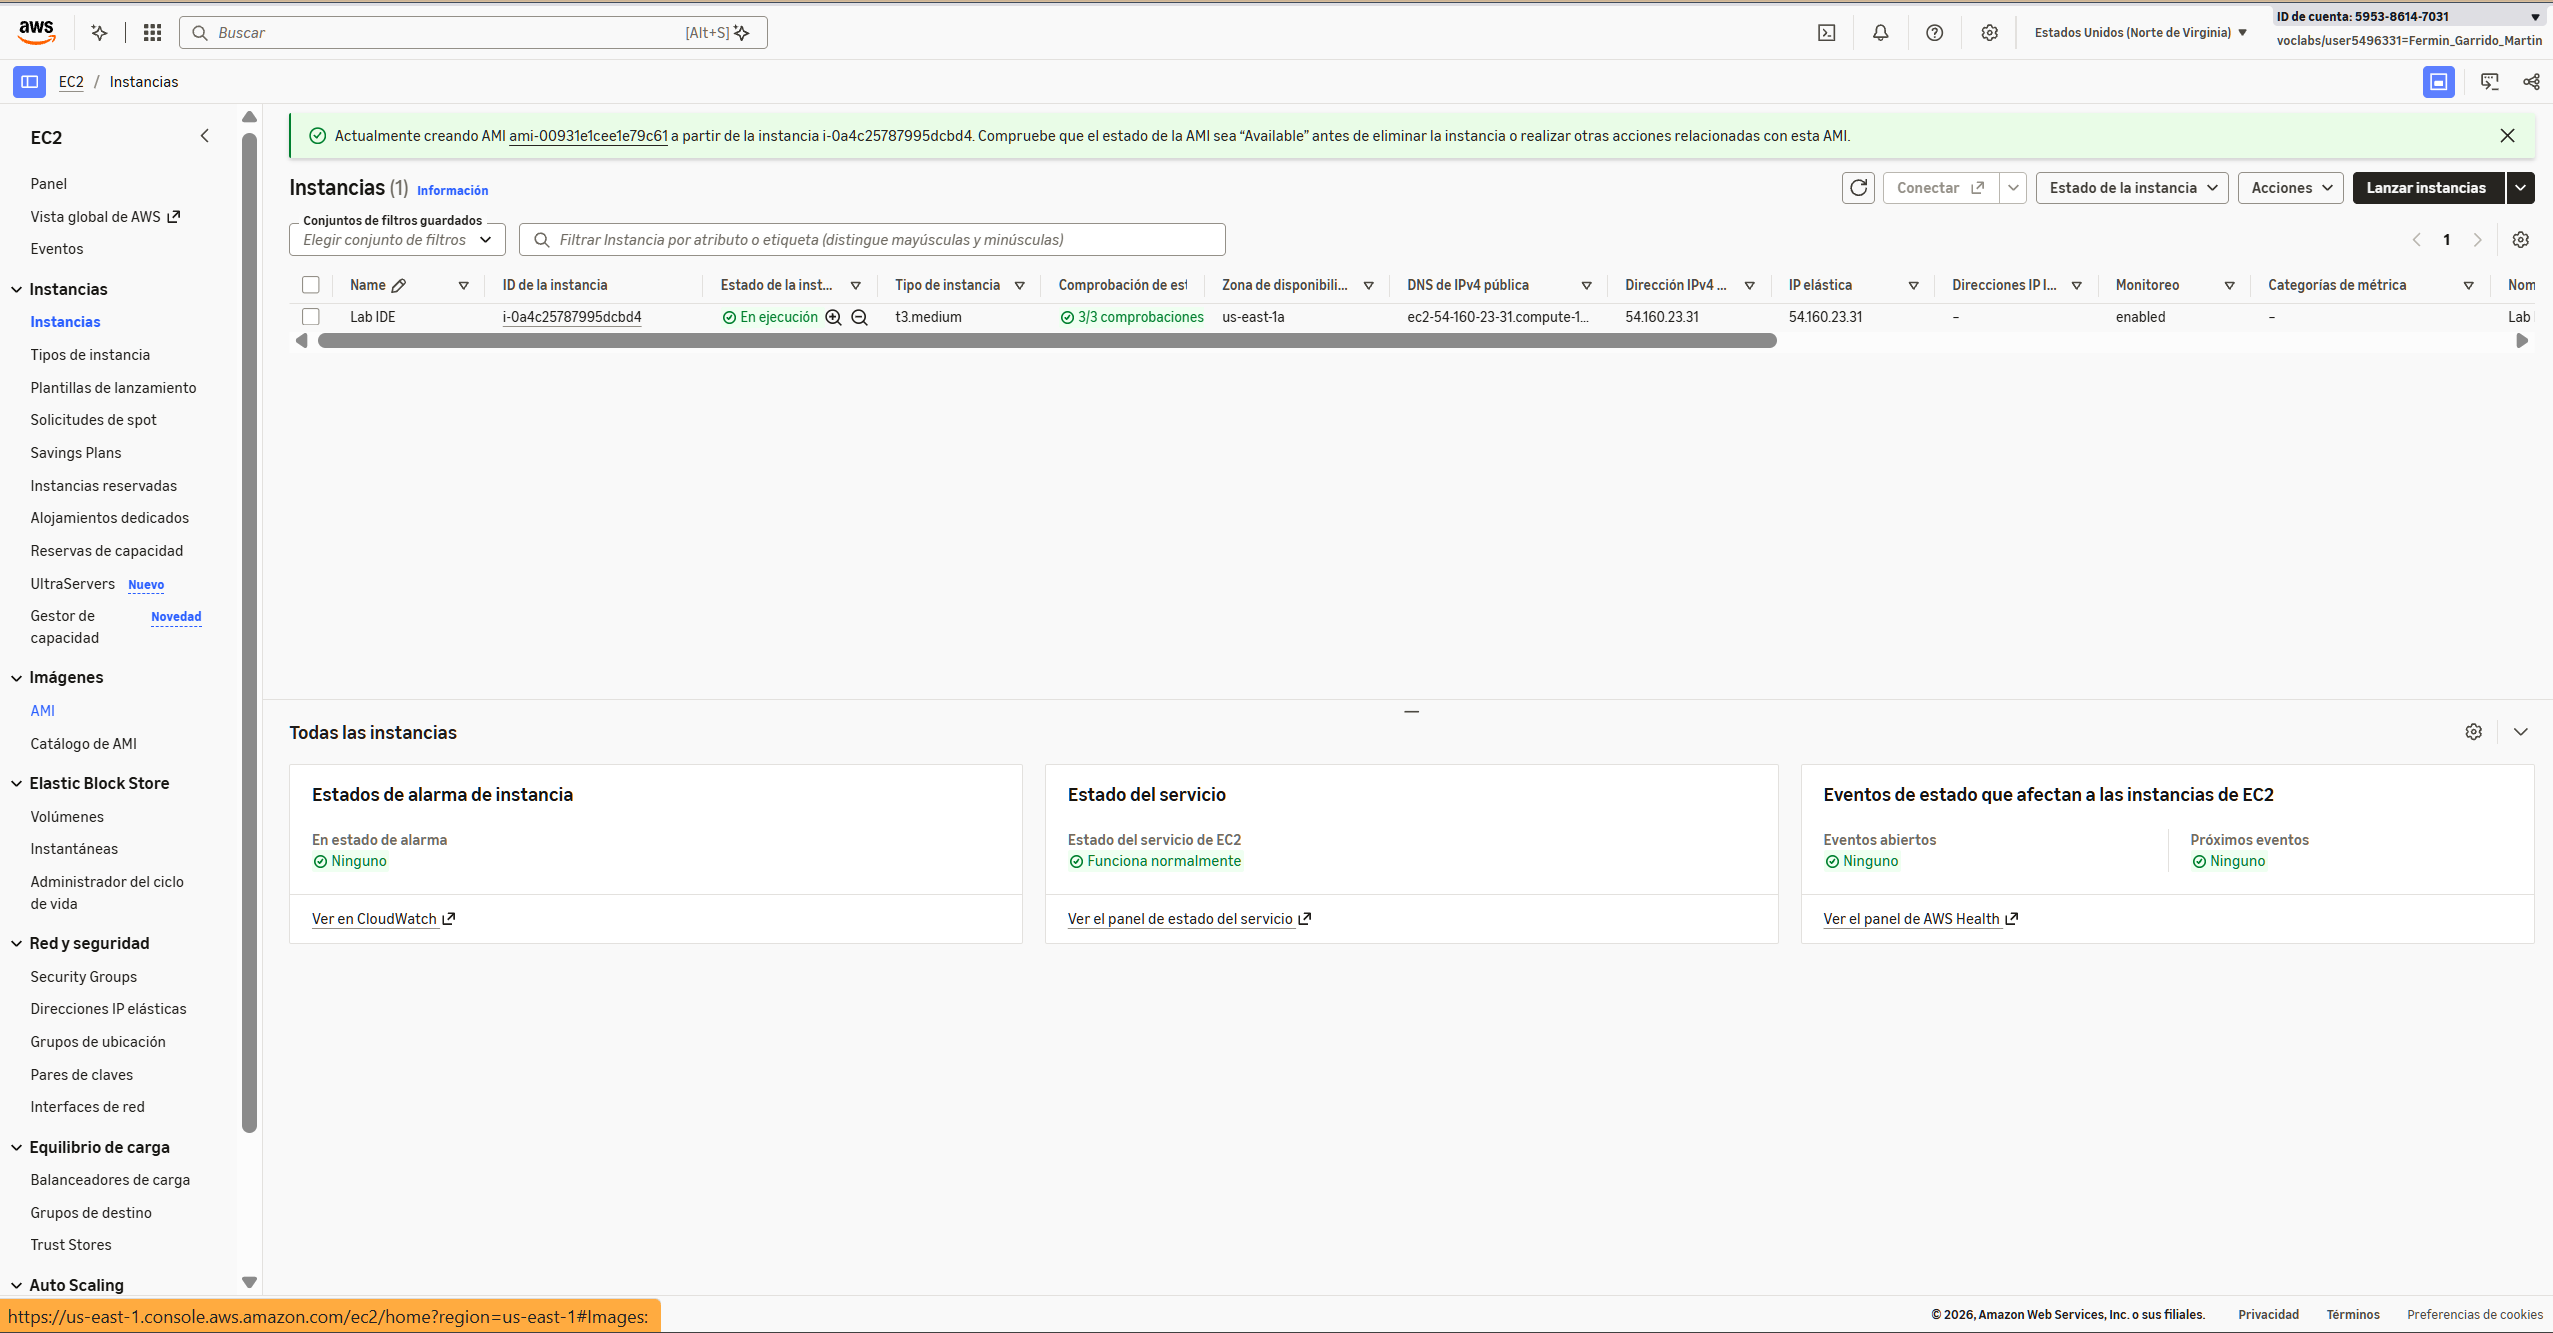 aws
Buscar [Alt+S]
Estados Unidos (Norte de Virginia)
ID de cuenta: 5953-8614-7031
voclabs/user5496331=Fermin_Garrido_Martin
EC2 / Instancias
EC2
Panel
Vista global de AWS
Eventos
Instancias
Instancias
Tipos de instancia
Plantillas de lanzamiento
Solicitudes de spot
Savings Plans
Instancias reservadas
Alojamientos dedicados
Reservas de capacidad
UltraServers Nuevo
Gestor de capacidad Novedad
Imágenes
AMI
Catálogo de AMI
Elastic Block Store
Volúmenes
Instantáneas
Administrador del ciclo
de vida
Red y seguridad
Security Groups
Direcciones IP elásticas
Grupos de ubicación
Pares de claves
Interfaces de red
Equilibrio de carga
Balanceadores de carga
Grupos de destino
Trust Stores
Auto Scaling
Actualmente creando AMI ami-00931e1cee1e79c61 a partir de la instancia i-0a4c25787995dcbd4. Compruebe que el estado de la AMI sea “Available” antes de eliminar la instancia o realizar otras acciones relacionadas con esta AMI.
Instancias (1) Información
Conectar
Estado de la instancia
Acciones
Lanzar instancias
Conjuntos de filtros guardados
Elegir conjunto de filtros
Filtrar Instancia por atributo o etiqueta (distingue mayúsculas y minúsculas)
1
Name ID de la instancia Estado de la inst... Tipo de instancia Comprobación de est Zona de disponibili... DNS de IPv4 pública Dirección IPv4 ... IP elástica Direcciones IP I... Monitoreo Categorías de métrica Nom
Lab IDE i-0a4c25787995dcbd4 En ejecución t3.medium 3/3 comprobaciones us-east-1a ec2-54-160-23-31.compute-1... 54.160.23.31 54.160.23.31 – enabled – Lab
Todas las instancias
Estados de alarma de instancia
En estado de alarma
Ninguno
Ver en CloudWatch
Estado del servicio
Estado del servicio de EC2
Funciona normalmente
Ver el panel de estado del servicio
Eventos de estado que afectan a las instancias de EC2
Eventos abiertos
Ninguno
Próximos eventos
Ninguno
Ver el panel de AWS Health
https://us-east-1.console.aws.amazon.com/ec2/home?region=us-east-1#Images:
© 2026, Amazon Web Services, Inc. o sus filiales. Privacidad Términos Preferencias de cookies